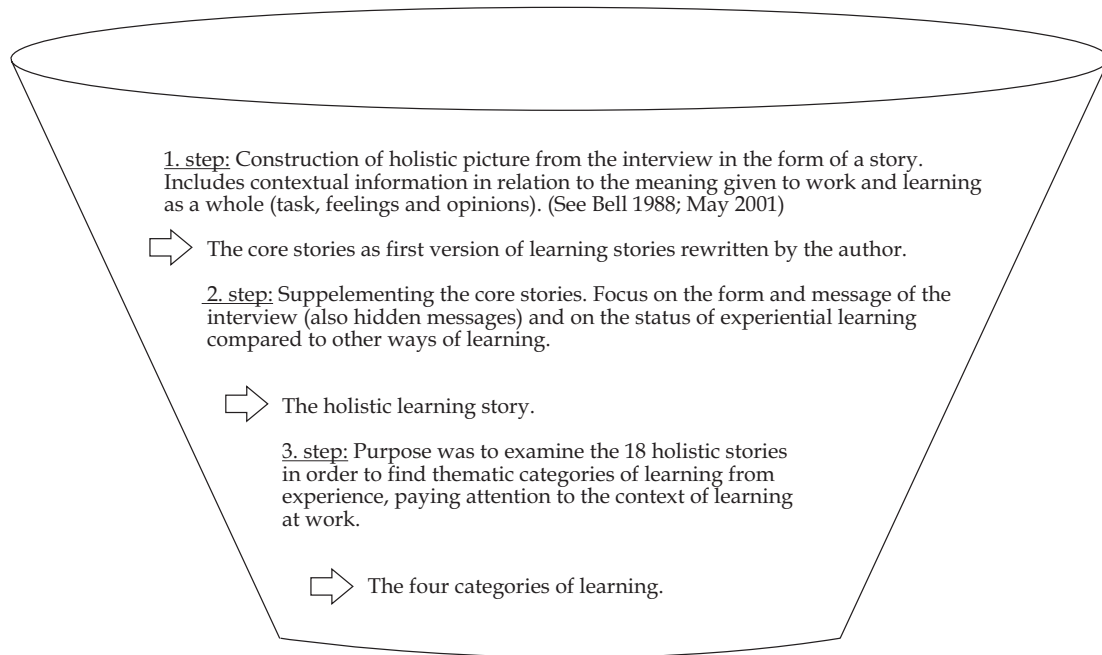 1. step: Construction of holistic picture from the interview in the form of a story.
Includes contextual information in relation to the meaning given to work and learning
as a whole (task, feelings and opinions). (See Bell 1988; May 2001)
The core stories as first version of learning stories rewritten by the author.
2. step: Suppelementing the core stories. Focus on the form and message of the
interview (also hidden messages) and on the status of experiential learning
compared to other ways of learning.
The holistic learning story.
3. step: Purpose was to examine the 18 holistic stories
in order to find thematic categories of learning from
experience, paying attention to the context of learning
at work.
The four categories of learning.